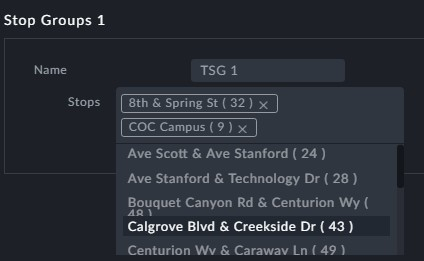 Stop Groups 1
Name
TSG 1
Stops
8th & Spring St ( 32 ) ×
COC Campus ( 9 ) ×
Ave Scott & Ave Stanford ( 24 )
Ave Stanford & Technology Dr ( 28 )
Bouquet Canyon Rd & Centurion Wy (
48 )
Calgrove Blvd & Creekside Dr ( 43 )
Centurion Wy & Caraway Ln ( 49 )